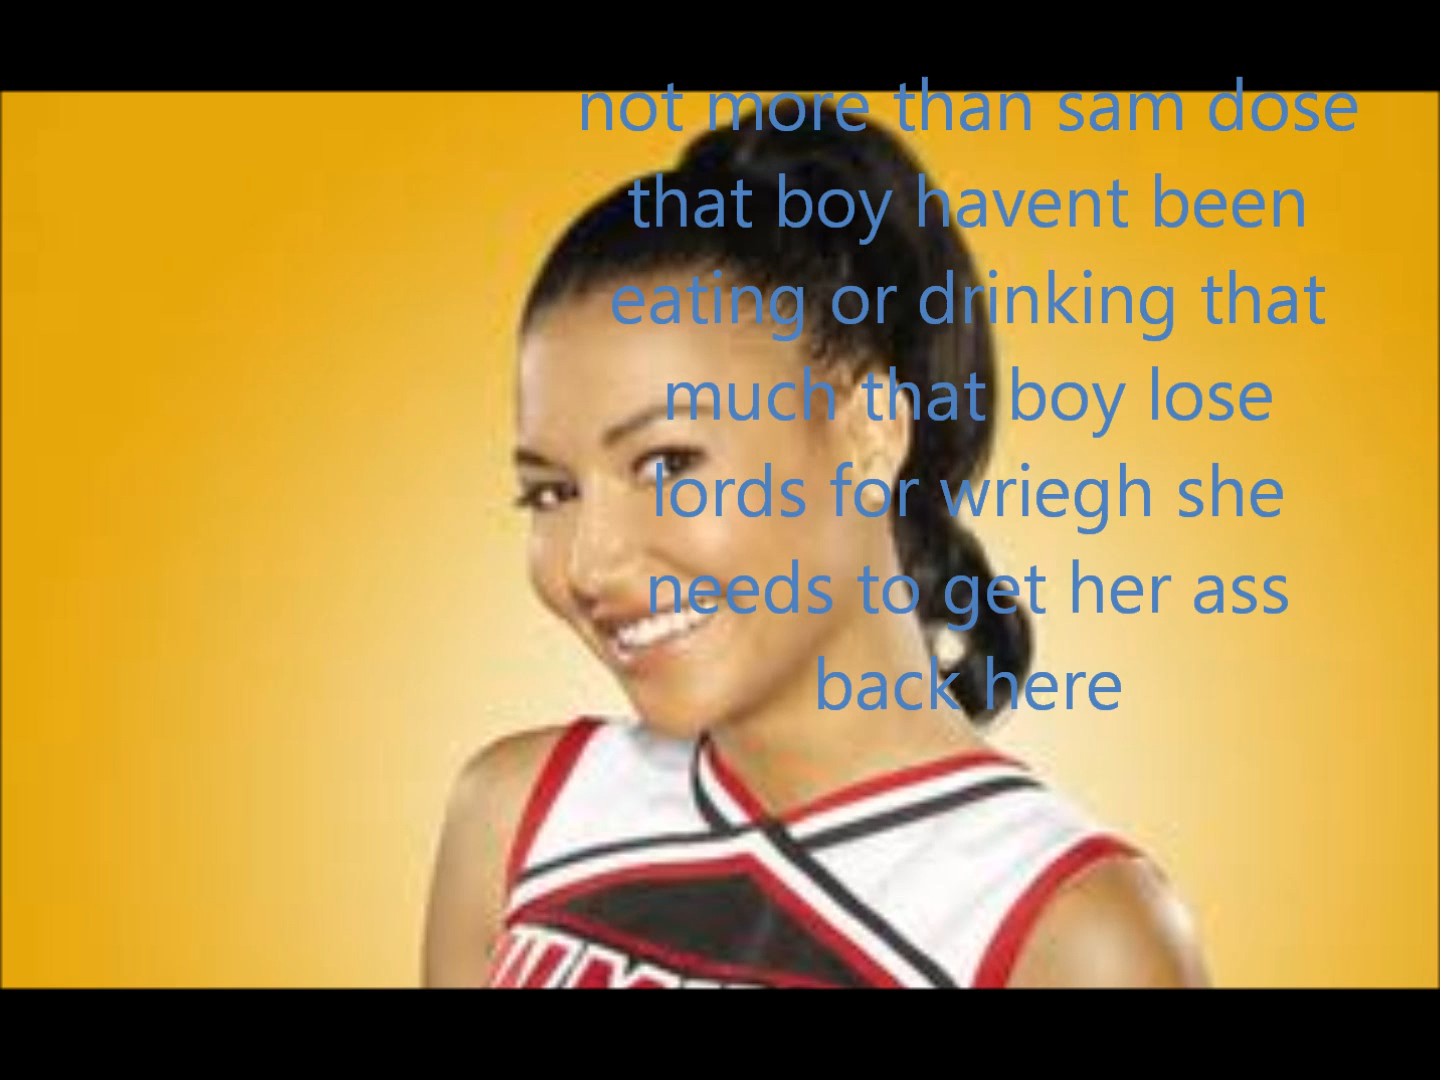 not more than sam dose
that boy havent been
eating or drinking that
much that boy lose
lords for wriegh she
needs to get her ass
back here